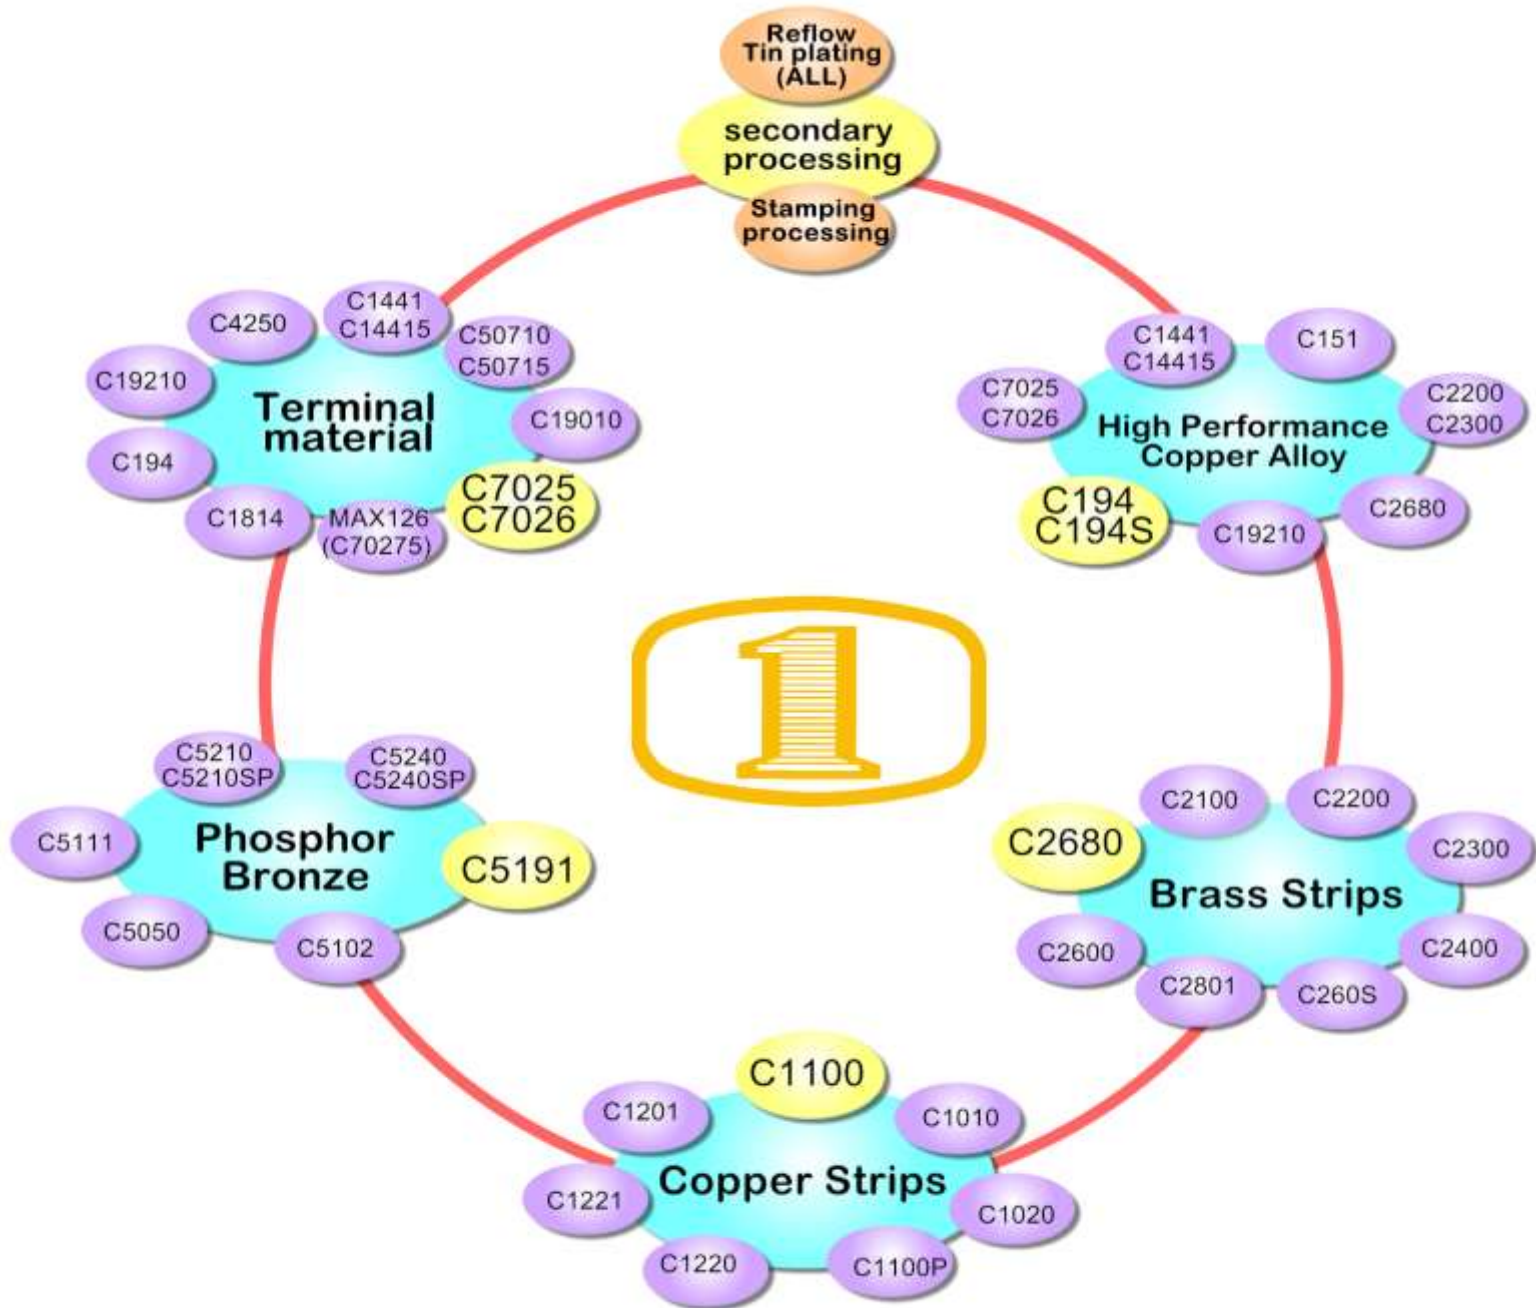 Reflow
Tin plating
(ALL)
secondary
processing
Stamping
processing
C4250
C1441
C14415
C50710
C50715
C19210
Terminal
material
C19010
C194
C7025
C7026
C1814
MAX126
(C70275)
C1441
C14415
C151
C7025
C7026
C2200
C2300
High Performance
Copper Alloy
C194
C194S
C19210
C2680
1
C5210
C5210SP
C5240
C5240SP
C5111
Phosphor
Bronze
C5191
C5050
C5102
C2100
C2200
C2680
C2300
Brass Strips
C2600
C2400
C2801
C260S
C1100
C1201
C1010
Copper Strips
C1221
C1020
C1220
C1100P